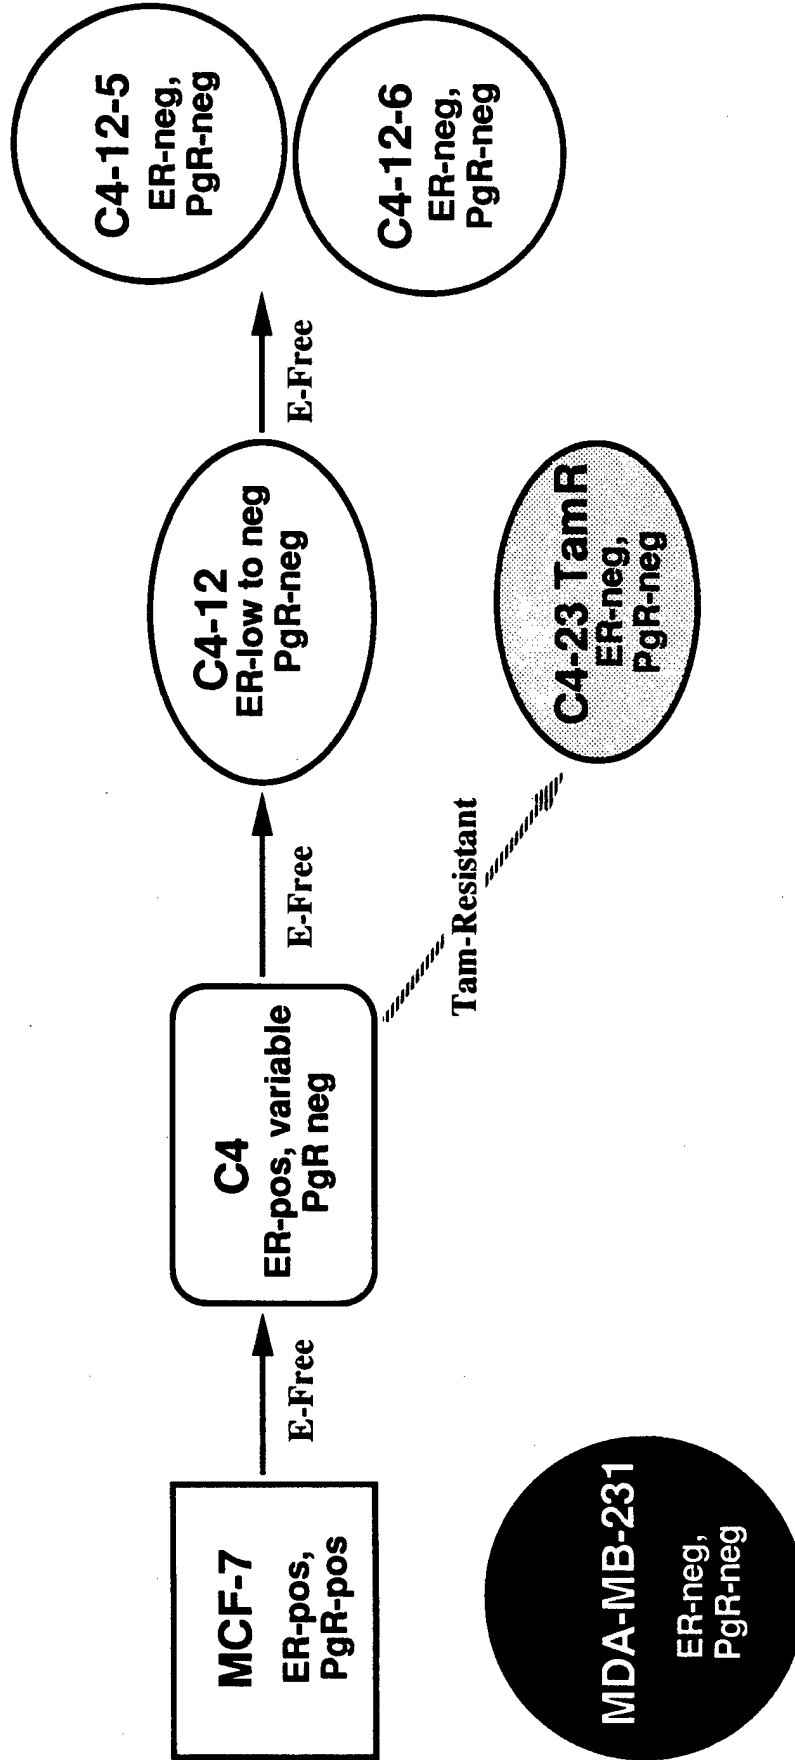 MCF-7
ER-pos,
PgR-pos
E-Free
C4
ER-pos, variable
PgR neg
E-Free
C4-12
ER-low to neg
PgR-neg
E-Free
C4-12-5
ER-neg,
PgR-neg
C4-12-6
ER-neg,
PgR-neg
Tam-Resistant
C4-23 TamR
ER-neg,
PgR-neg
MDA-MB-231
ER-neg,
PgR-neg